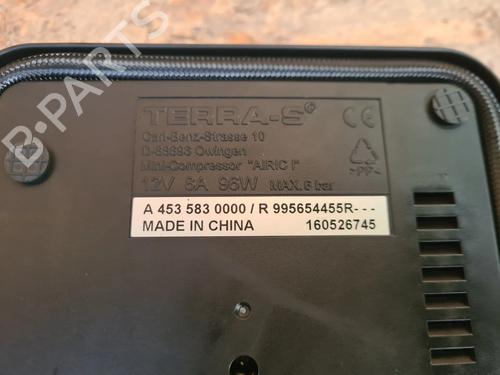 TERRA-S®
Carl-Benz-Strasse 10
D-88696 Owingen
Mini-Compressor "AIRIC I"
12V 8A 96W MAX.6 bar
>PP<
A 453 583 0000 / R 995654455R---
MADE IN CHINA 160526745
B-PARTS